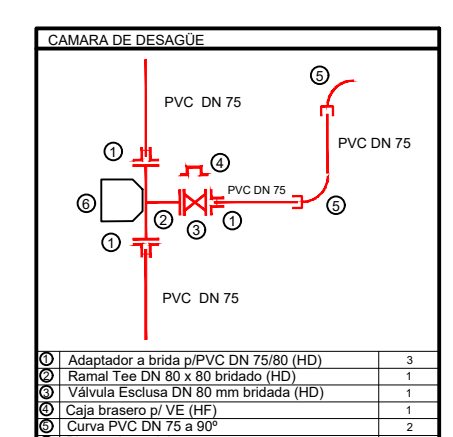 CAMARA DE DESAGÜE
5
PVC DN 75
PVC DN 75
1
4
PVC DN 75
6
2
3
1
5
1
PVC DN 75
1 Adaptador a brida p/PVC DN 75/80 (HD) 3
2 Ramal Tee DN 80 x 80 bridado (HD) 1
3 Válvula Esclusa DN 80 mm bridada (HD) 1
4 Caja brasero p/ VE (HF) 1
5 Curva PVC DN 75 a 90º 2